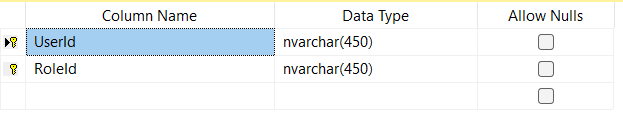 Column Name Data Type Allow Nulls
UserId nvarchar(450)
RoleId nvarchar(450)